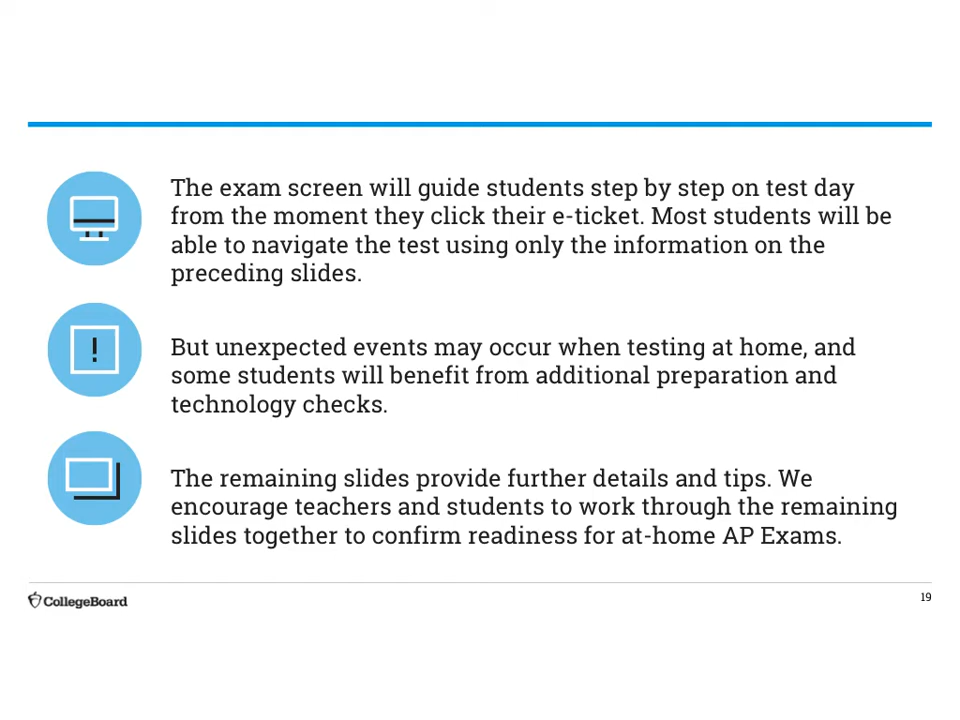 The exam screen will guide students step by step on test day
from the moment they click their e-ticket. Most students will be
able to navigate the test using only the information on the
preceding slides.
!
But unexpected events may occur when testing at home, and
some students will benefit from additional preparation and
technology checks.
The remaining slides provide further details and tips. We
encourage teachers and students to work through the remaining
slides together to confirm readiness for at-home AP Exams.
CollegeBoard
19